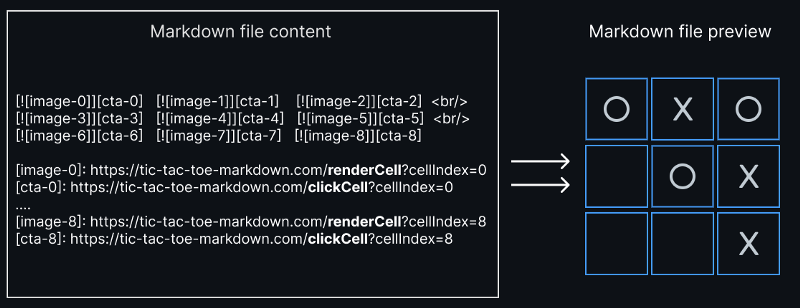 Markdown file content
[![image-0]][cta-0] [![image-1]][cta-1] [![image-2]][cta-2] <br/>
[![image-3]][cta-3] [![image-4]][cta-4] [![image-5]][cta-5] <br/>
[![image-6]][cta-6] [![image-7]][cta-7] [![image-8]][cta-8]
[image-0]: https://tic-tac-toe-markdown.com/renderCell?cellIndex=0
[cta-0]: https://tic-tac-toe-markdown.com/clickCell?cellIndex=0
....
[image-8]: https://tic-tac-toe-markdown.com/renderCell?cellIndex=8
[cta-8]: https://tic-tac-toe-markdown.com/clickCell?cellIndex=8
Markdown file preview
O X O
O X
X